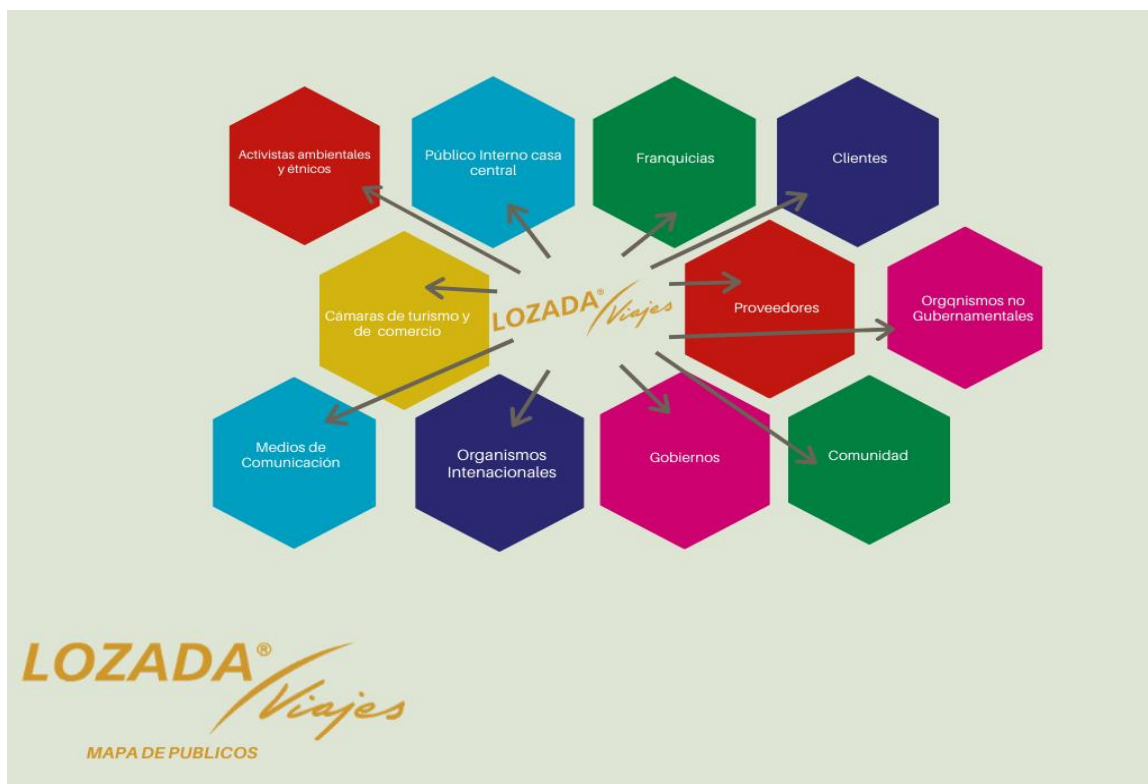 Activistas ambientales
y étnicos
Público Interno casa
central
Franquicias
Clientes
Cámaras de turismo y
de comercio
LOZADA® Viajes
Proveedores
Orgqnismos no
Gubernamentales
Medios de
Comunicación
Organismos
Intenacionales
Gobiernos
Comunidad
LOZADA® Viajes
MAPA DE PUBLICOS